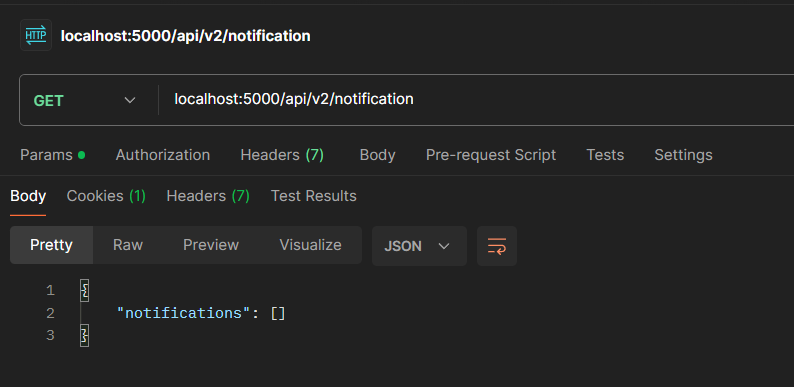 HTTP localhost:5000/api/v2/notification
GET localhost:5000/api/v2/notification
Params Authorization Headers (7) Body Pre-request Script Tests Settings
Body Cookies (1) Headers (7) Test Results
Pretty Raw Preview Visualize JSON
1 {
2 "notifications": []
3 }